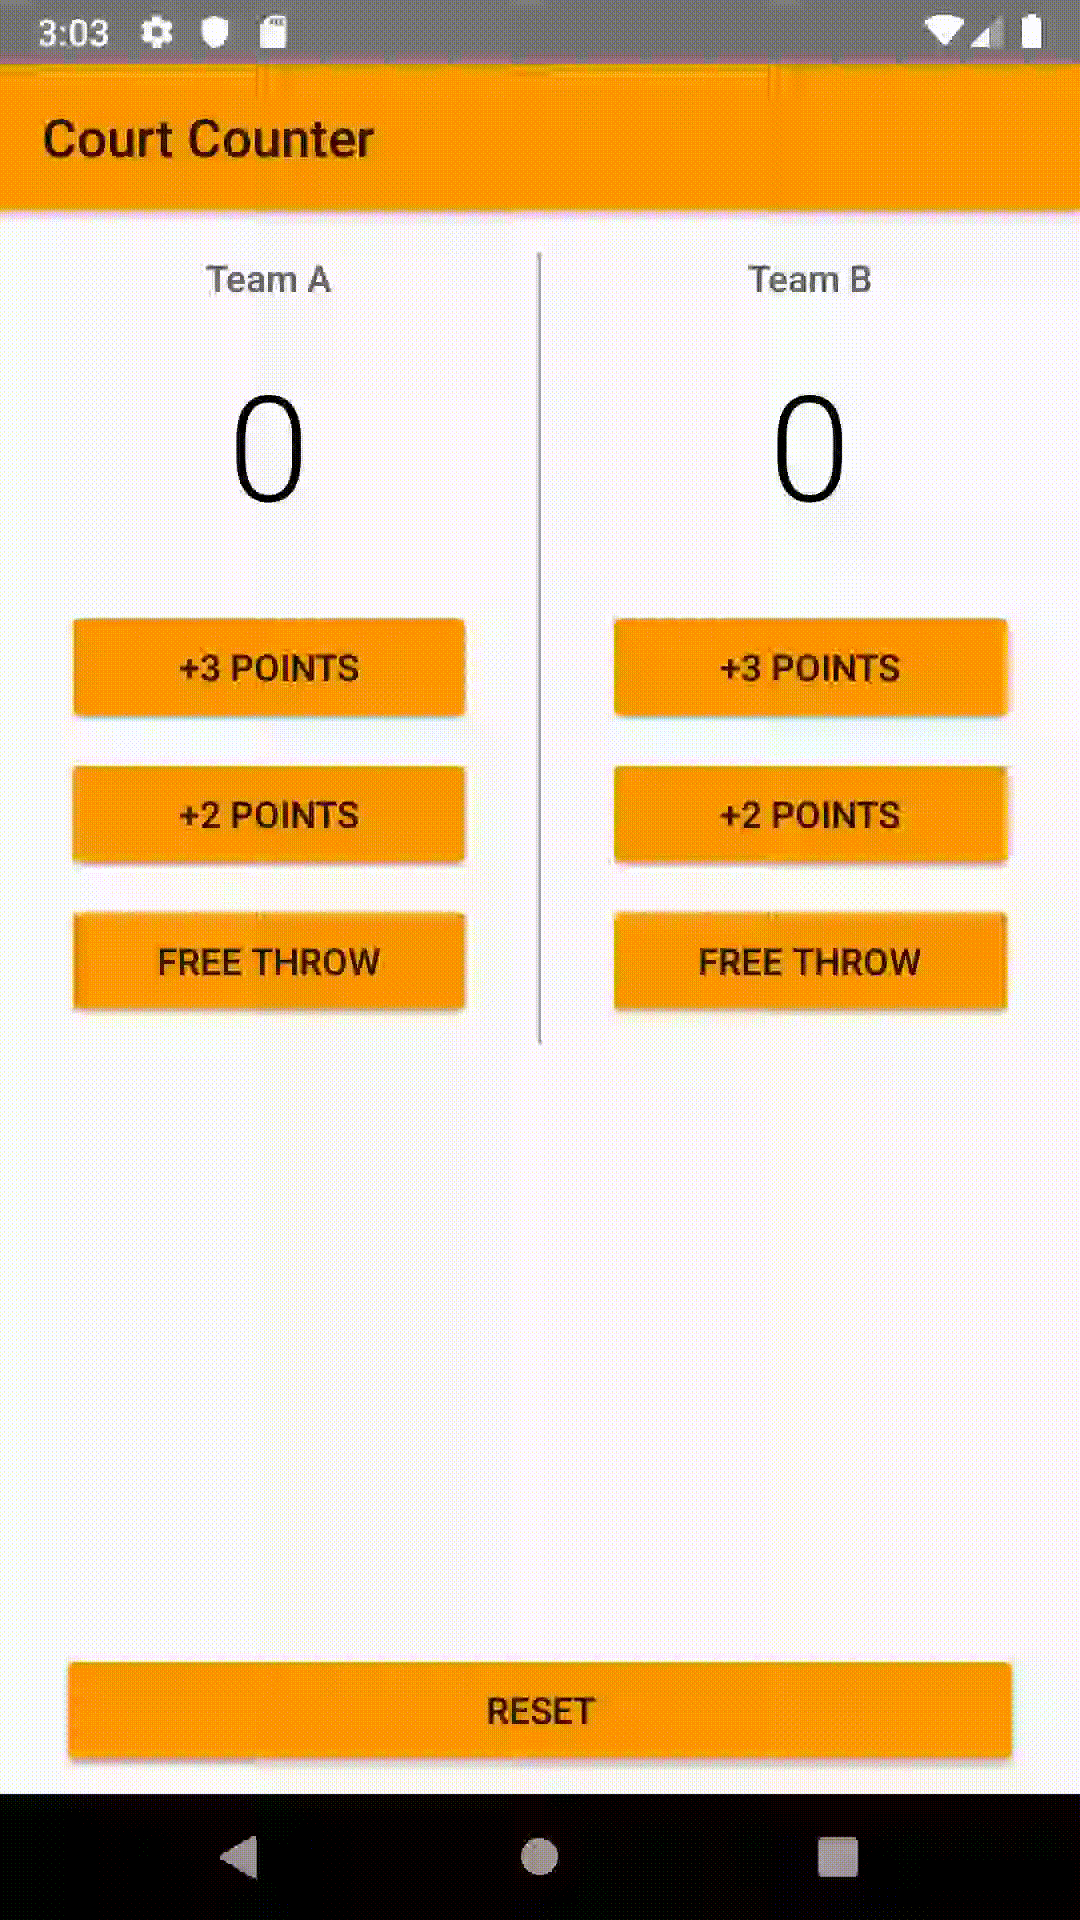 3:03
Court Counter
Team A
Team B
0
0
+3 POINTS
+3 POINTS
+2 POINTS
+2 POINTS
FREE THROW
FREE THROW
RESET